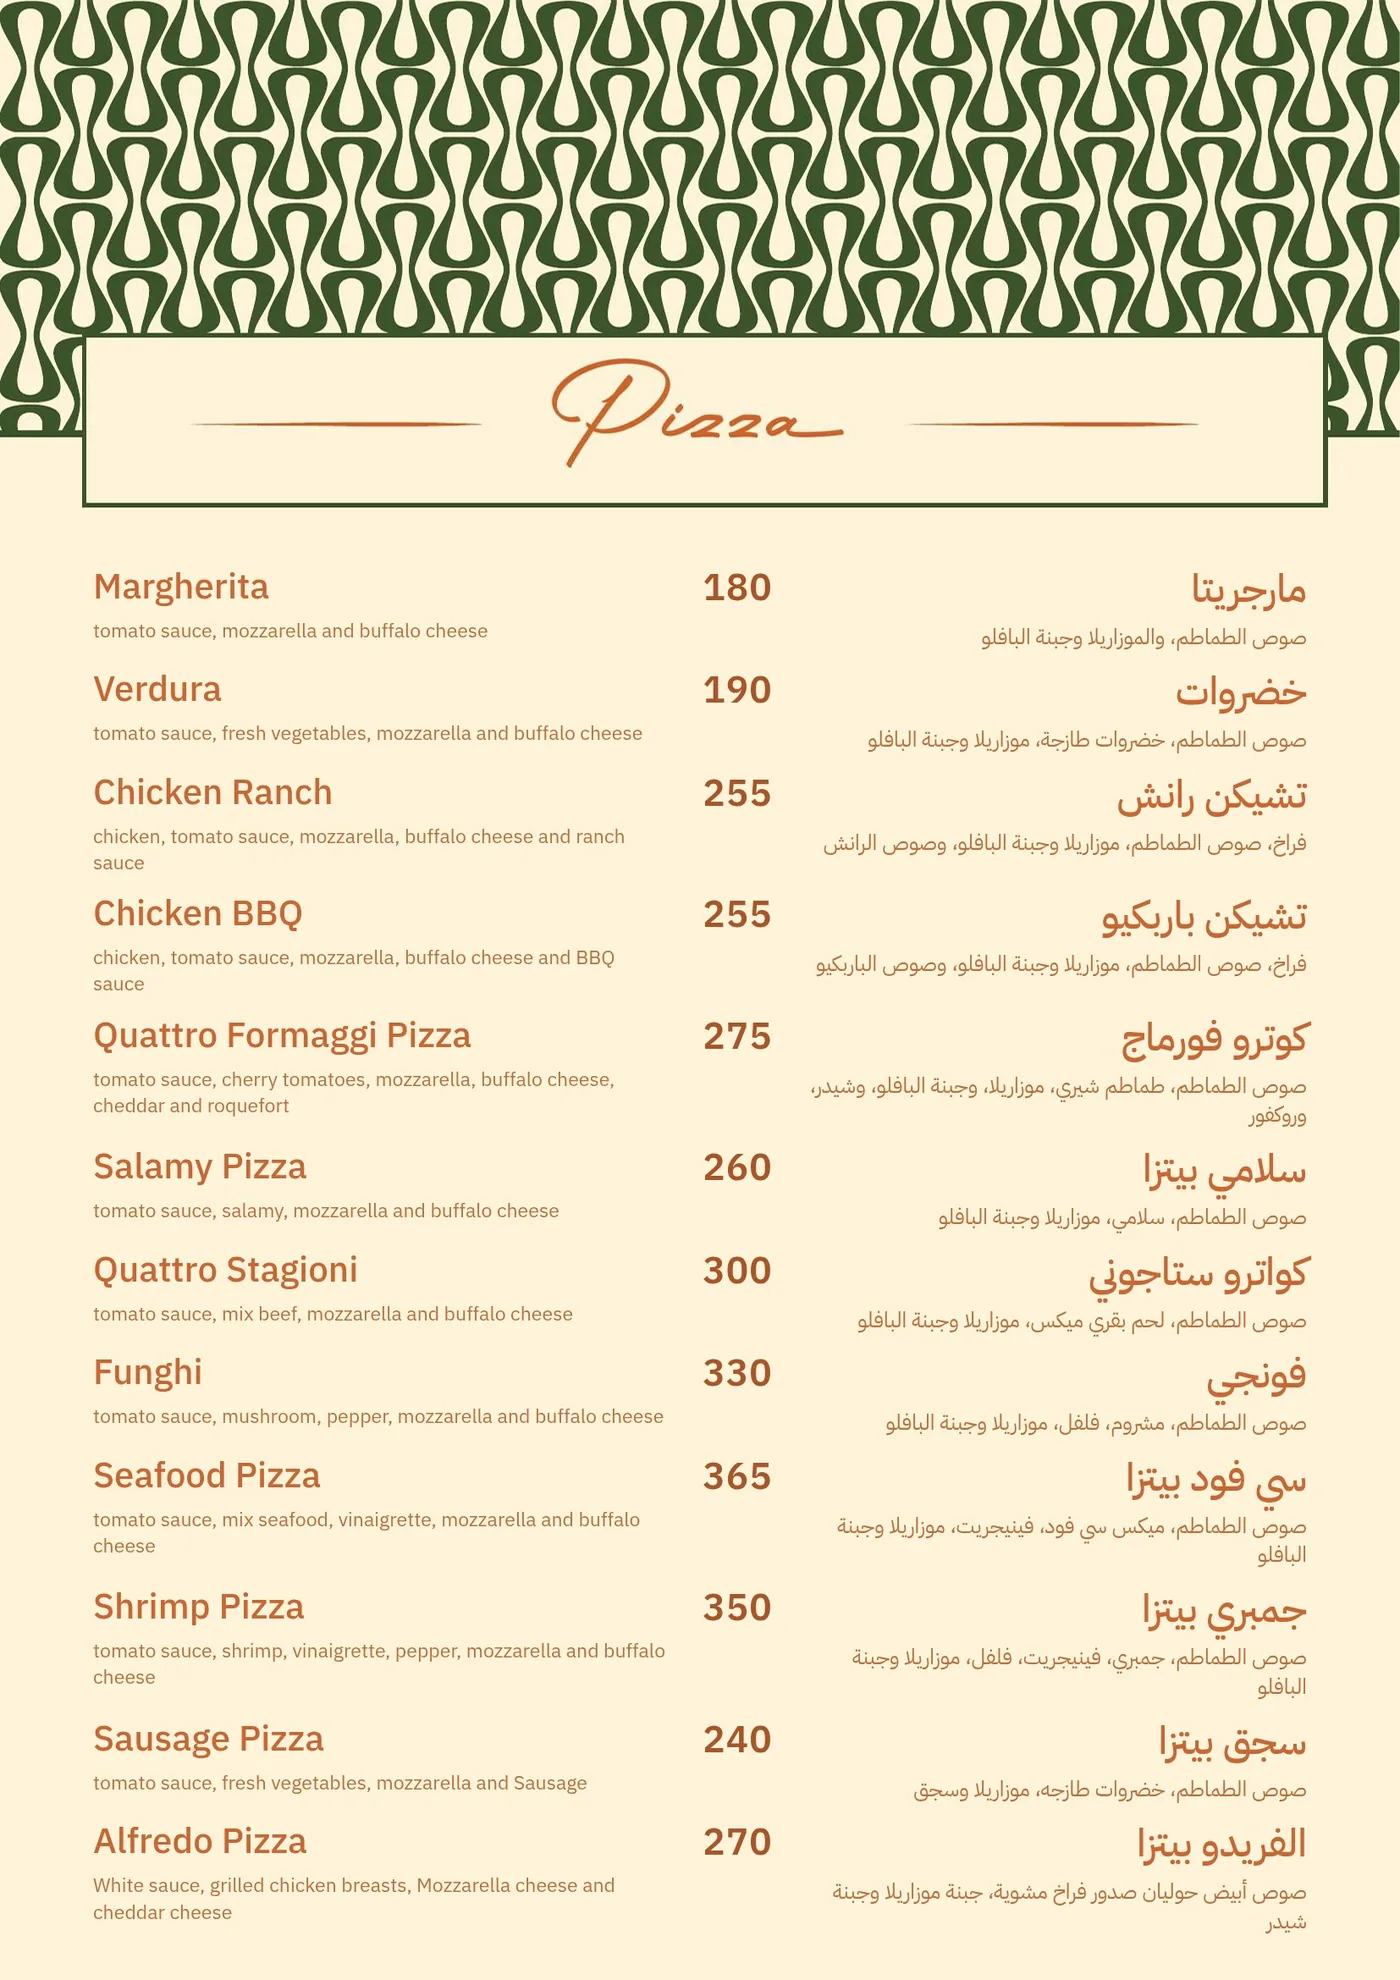 Pizza
Margherita
180
مارجريتا
tomato sauce, mozzarella and buffalo cheese
صوص الطماطم، والموزاريلا وجبنة البافلو
Verdura
190
خضروات
tomato sauce, fresh vegetables, mozzarella and buffalo cheese
صوص الطماطم، خضروات طازجة، موزاريلا وجبنة البافلو
Chicken Ranch
255
تشيكن رانش
chicken, tomato sauce, mozzarella, buffalo cheese and ranch
sauce
فراخ، صوص الطماطم، موزاريلا وجبنة البافلو، وصوص الرانش
Chicken BBQ
255
تشيكن باربكيو
chicken, tomato sauce, mozzarella, buffalo cheese and BBQ
sauce
فراخ، صوص الطماطم، موزاريلا وجبنة البافلو، وصوص الباربكيو
Quattro Formaggi Pizza
275
كوترو فورماج
tomato sauce, cherry tomatoes, mozzarella, buffalo cheese,
cheddar and roquefort
صوص الطماطم، طماطم شيري، موزاريلا، وجبنة البافلو، وشيدر،
وروكفور
Salamy Pizza
260
سلامي بيتزا
tomato sauce, salamy, mozzarella and buffalo cheese
صوص الطماطم، سلامي، موزاريلا وجبنة البافلو
Quattro Stagioni
300
كواترو ستاجوني
tomato sauce, mix beef, mozzarella and buffalo cheese
صوص الطماطم، لحم بقري ميكس، موزاريلا وجبنة البافلو
Funghi
330
فونجي
tomato sauce, mushroom, pepper, mozzarella and buffalo cheese
صوص الطماطم، مشروم، فلفل، موزاريلا وجبنة البافلو
Seafood Pizza
365
سي فود بيتزا
tomato sauce, mix seafood, vinaigrette, mozzarella and buffalo
cheese
صوص الطماطم، ميكس سي فود، فينيجريت، موزاريلا وجبنة
البافلو
Shrimp Pizza
350
جمبري بيتزا
tomato sauce, shrimp, vinaigrette, pepper, mozzarella and buffalo
cheese
صوص الطماطم، جمبري، فينيجريت، فلفل، موزاريلا وجبنة
البافلو
Sausage Pizza
240
سجق بيتزا
tomato sauce, fresh vegetables, mozzarella and Sausage
صوص الطماطم، خضروات طازجه، موزاريلا وسجق
Alfredo Pizza
270
الفريدو بيتزا
White sauce, grilled chicken breasts, Mozzarella cheese and
cheddar cheese
صوص أبيض حوليان صدور فراخ مشوية، جبنة موزاريلا وجبنة
شيدر